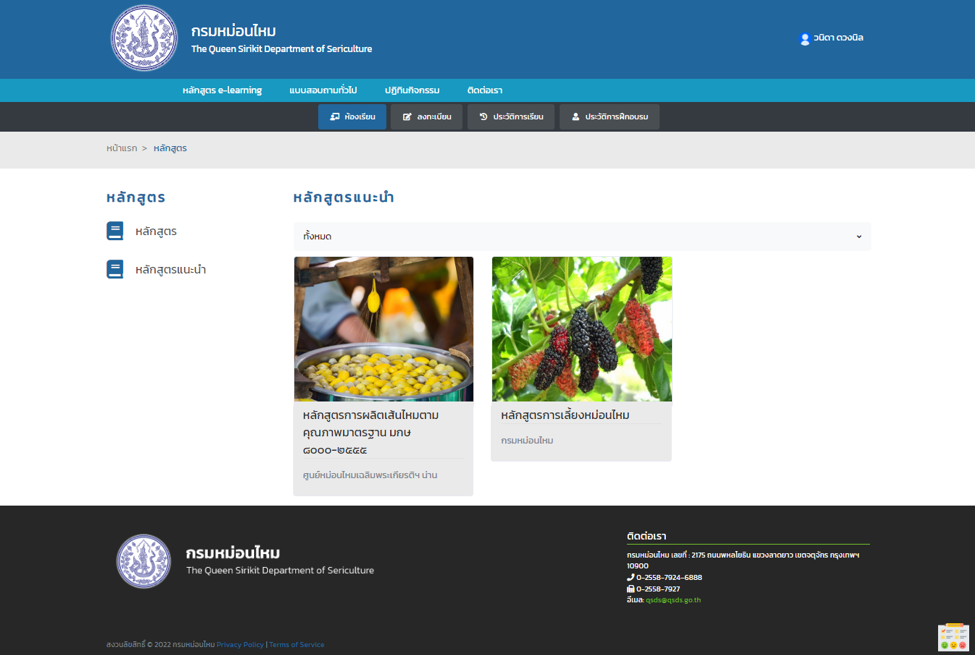 กรมหม่อนไหม
The Queen Sirikit Department of Sericulture
วนิดา ดวงนิล
หลักสูตร e-learning แบบสอบถามทั่วไป ปฏิทินกิจกรรม ติดต่อเรา
ห้องเรียน ลงทะเบียน ประวัติการเรียน ประวัติการฝึกอบรม
หน้าแรก > หลักสูตร
หลักสูตร
หลักสูตร
หลักสูตรแนะนำ
หลักสูตรแนะนำ
ทั้งหมด
หลักสูตรการผลิตเส้นไหมตาม
คุณภาพมาตรฐาน มกษ
๘๐๐๐-๒๕๕๕
ศูนย์หม่อนไหมเฉลิมพระเกียรติฯ น่าน
หลักสูตรการเลี้ยงหม่อนไหม
กรมหม่อนไหม
กรมหม่อนไหม
The Queen Sirikit Department of Sericulture
ติดต่อเรา
กรมหม่อนไหม เลขที่ : 2175 ถนนพหลโยธิน แขวงลาดยาว เขตจตุจักร กรุงเทพฯ
10900
0-2558-7924-6888
0-2558-7927
อีเมล: qsds@qsds.go.th
สงวนลิขสิทธิ์ © 2022 กรมหม่อนไหม Privacy Policy | Terms of Service